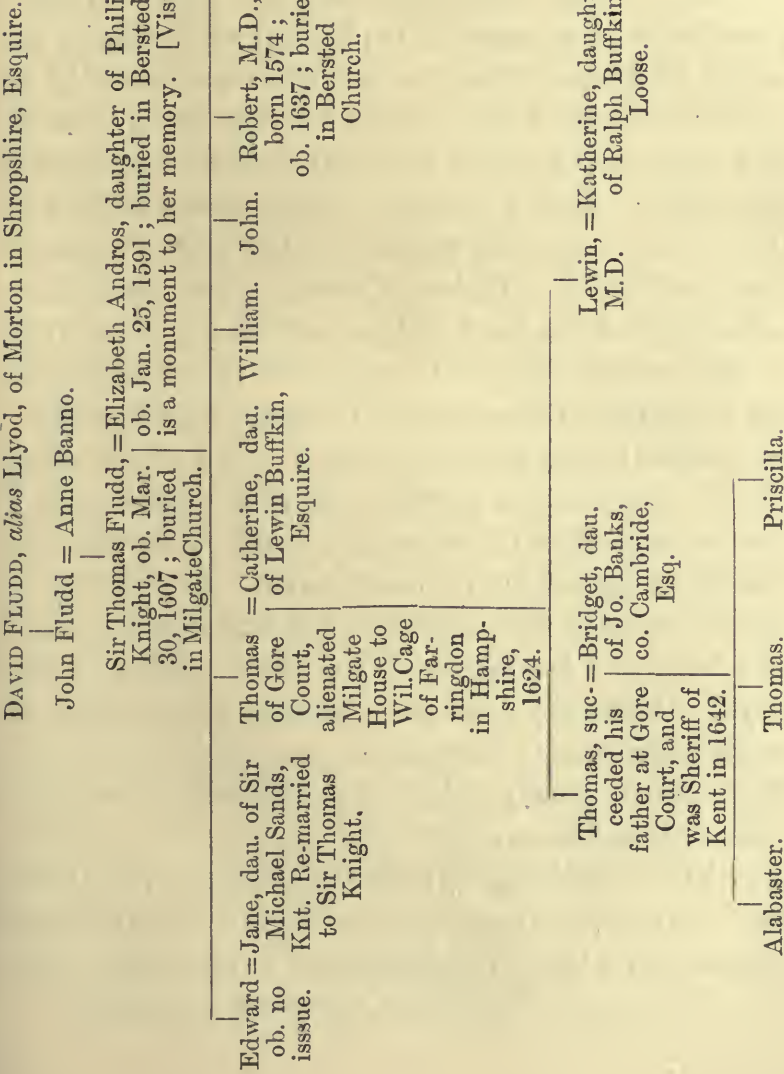 DAVID FLUDD, alias Llyod, of Morton in Shropshire, Esquire.
John Fludd = Anne Banno.
Sir Thomas Fludd, = Elizabeth Andros, daughter of Phili
Knight, ob. Mar. ob. Jan. 25, 1591; buried in Bersted
30, 1607; buried is a monument to her memory. [Vis
in MilgateChurch.
Edward = Jane, dau. of Sir
ob. no Michael Sands,
isssue. Knt. Re-married
to Sir Thomas
Knight.
Thomas = Catherine, dau.
of Gore of Lewin Buffkin,
Court, Esquire.
alienated
Milgate
House to
Wil. Cage
of Far-
ringdon
in Hamp-
shire,
1624.
William.
John.
Robert, M.D.,
born 1574;
ob. 1637; burie
in Bersted
Church.
Thomas, suc- = Bridget, dau.
ceeded his of Jo. Banks,
father at Gore co. Cambride,
Court, and Esq.
was Sheriff of
Kent in 1642.
Lewin, = Katherine, daugh
M.D. of Ralph Buffkin
Loose.
Alabaster. Thomas. Priscilla.